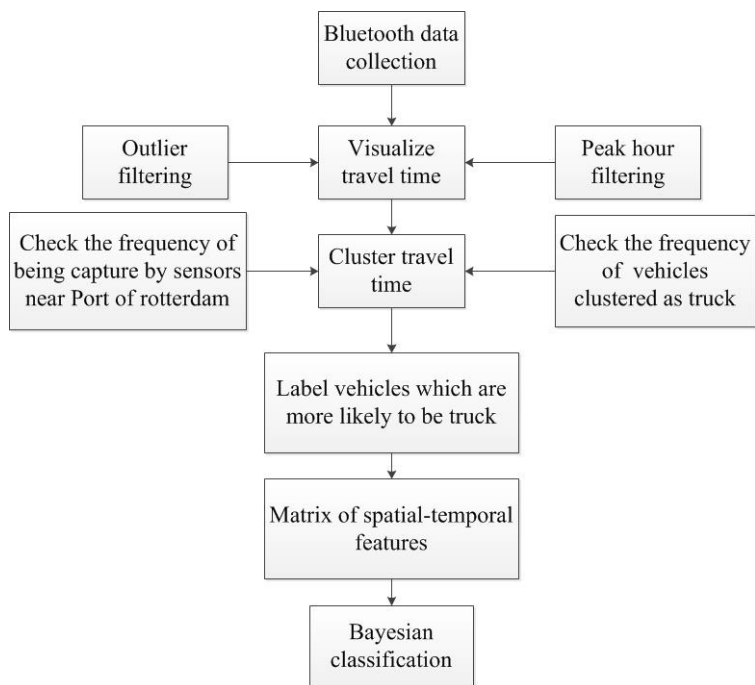 Bluetooth data
collection
Outlier
filtering
Visualize
travel time
Peak hour
filtering
Check the frequency of
being capture by sensors
near Port of rotterdam
Cluster travel
time
Check the frequency
of vehicles
clustered as truck
Label vehicles which are
more likely to be truck
Matrix of spatial-temporal
features
Bayesian
classification